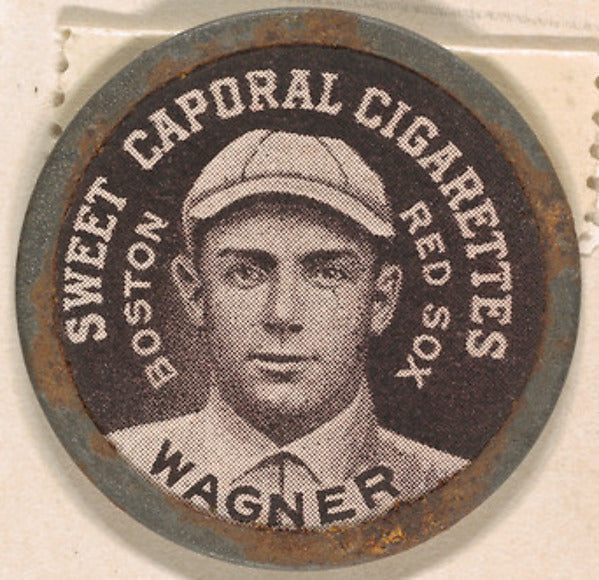 SWEET CAPORAL CIGARETTES
BOSTON RED SOX
WAGNER